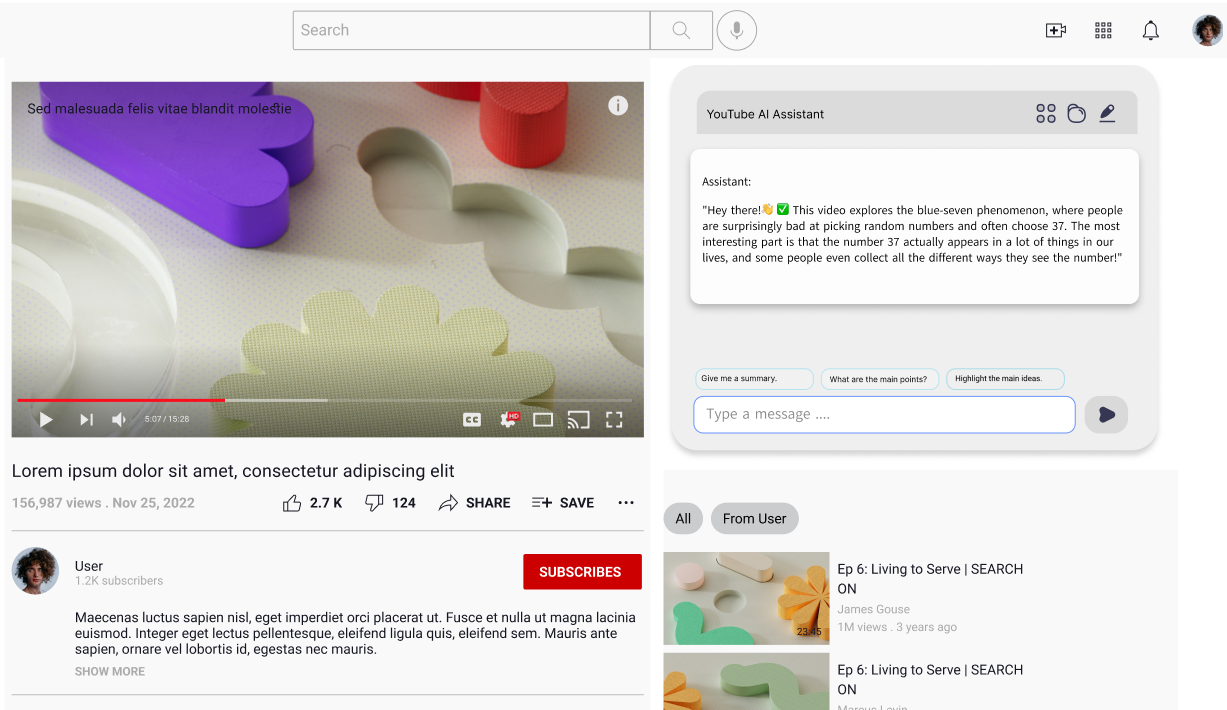 Search
Sed malesuada felis vitae blandit molestie
i
5:07 / 15:28
CC
HD
Lorem ipsum dolor sit amet, consectetur adipiscing elit
156,987 views . Nov 25, 2022
2.7 K
124
SHARE
SAVE
User
1.2K subscribers
SUBSCRIBES
Maecenas luctus sapien nisl, eget imperdiet orci placerat ut. Fusce et nulla ut magna lacinia
euismod. Integer eget lectus pellentesque, eleifend ligula quis, eleifend sem. Mauris ante
sapien, ornare vel lobortis id, egestas nec mauris.
SHOW MORE
YouTube AI Assistant
Assistant:
"Hey there!👋 ✅ This video explores the blue-seven phenomenon, where people
are surprisingly bad at picking random numbers and often choose 37. The most
interesting part is that the number 37 actually appears in a lot of things in our
lives, and some people even collect all the different ways they see the number!"
Give me a summary.
What are the main points?
Highlight the main ideas.
Type a message ....
All
From User
23:45
Ep 6: Living to Serve | SEARCH
ON
James Gouse
1M views . 3 years ago
Ep 6: Living to Serve | SEARCH
ON